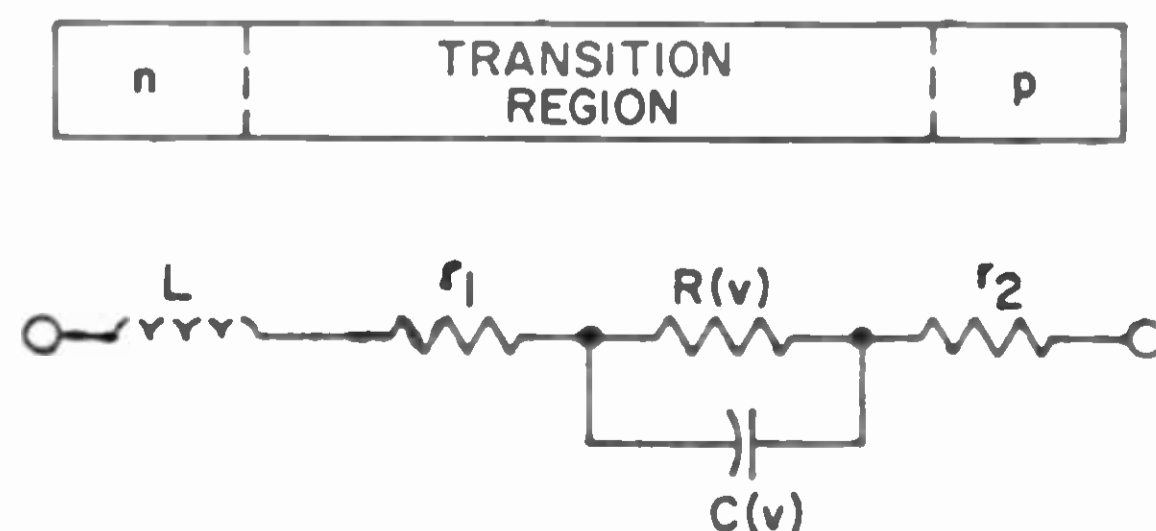 n
TRANSITION
REGION
p
L
r1
R(v)
r2
C(v)